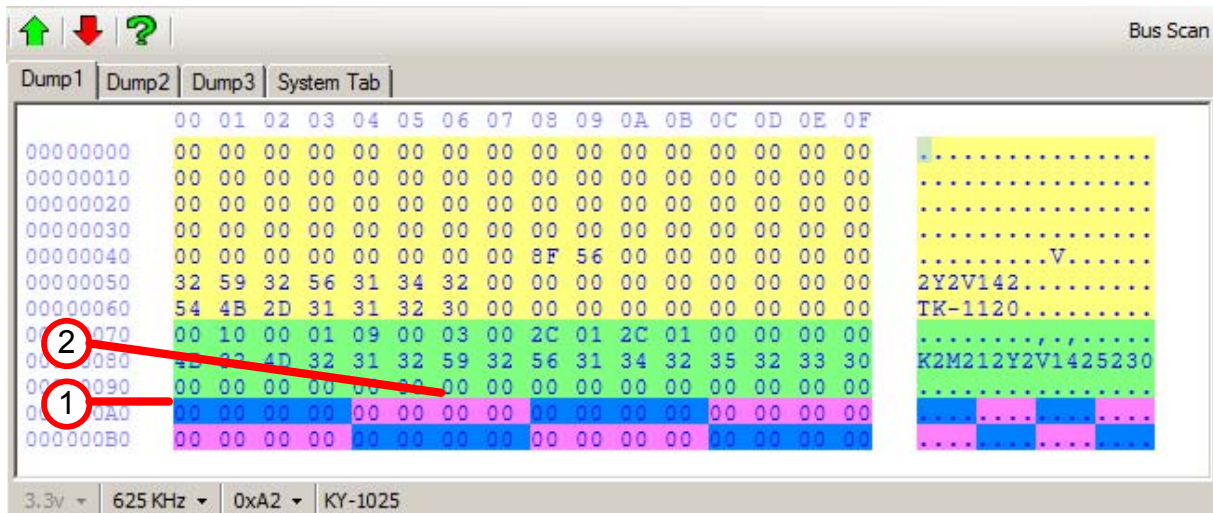 Bus Scan
Dump1 Dump2 Dump3 System Tab
00 01 02 03 04 05 06 07 08 09 0A 0B 0C 0D 0E 0F
00000000 00 00 00 00 00 00 00 00 00 00 00 00 00 00 00 00 ................
00000010 00 00 00 00 00 00 00 00 00 00 00 00 00 00 00 00 ................
00000020 00 00 00 00 00 00 00 00 00 00 00 00 00 00 00 00 ................
00000030 00 00 00 00 00 00 00 00 00 00 00 00 00 00 00 00 ................
00000040 00 00 00 00 00 00 00 00 8F 56 00 00 00 00 00 00 .........V......
00000050 32 59 32 56 31 34 32 00 00 00 00 00 00 00 00 00 2Y2V142.........
00000060 54 4B 2D 31 31 32 30 00 00 00 00 00 00 00 00 00 TK-1120.........
2 00 10 00 01 09 00 03 00 2C 01 2C 01 00 00 00 00 ........,.,.....
4B 32 4D 32 31 32 59 32 56 31 34 32 35 32 33 30 K2M212Y2V1425230
00 00 00 00 00 00 00 00 00 00 00 00 00 00 00 00 ................
1 00 00 00 00 00 00 00 00 00 00 00 00 00 00 00 00 ................
000000B0 00 00 00 00 00 00 00 00 00 00 00 00 00 00 00 00 ................
3.3v 625 KHz 0xA2 KY-1025